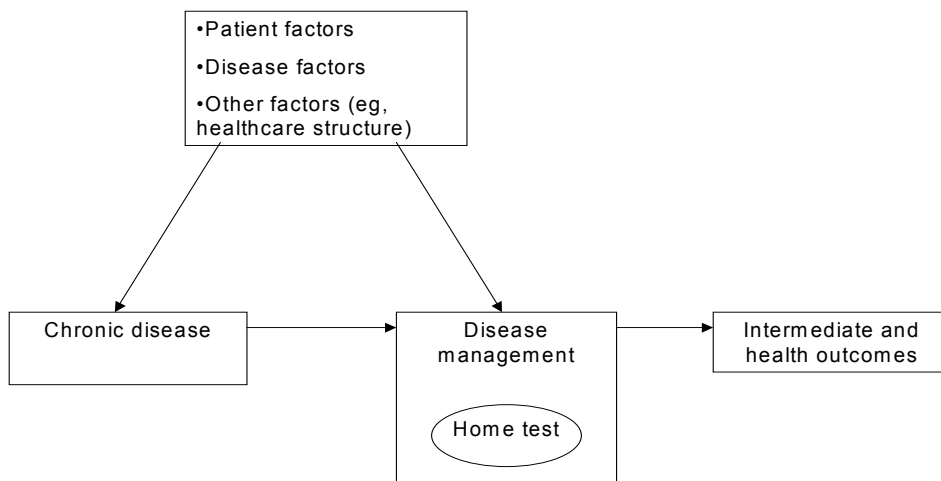 •Patient factors
•Disease factors
•Other factors (eg,
healthcare structure)
Chronic disease
Disease
management
Home test
Intermediate and
health outcomes